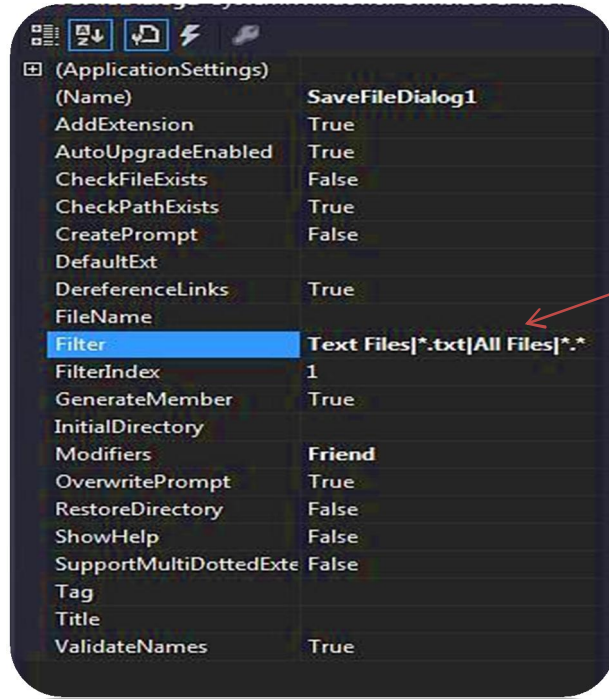 (ApplicationSettings)
(Name) SaveFileDialog1
AddExtension True
AutoUpgradeEnabled True
CheckFileExists False
CheckPathExists True
CreatePrompt False
DefaultExt
DereferenceLinks True
FileName
Filter Text Files|*.txt|All Files|*.*
FilterIndex 1
GenerateMember True
InitialDirectory
Modifiers Friend
OverwritePrompt True
RestoreDirectory False
ShowHelp False
SupportMultiDottedExte False
Tag
Title
ValidateNames True